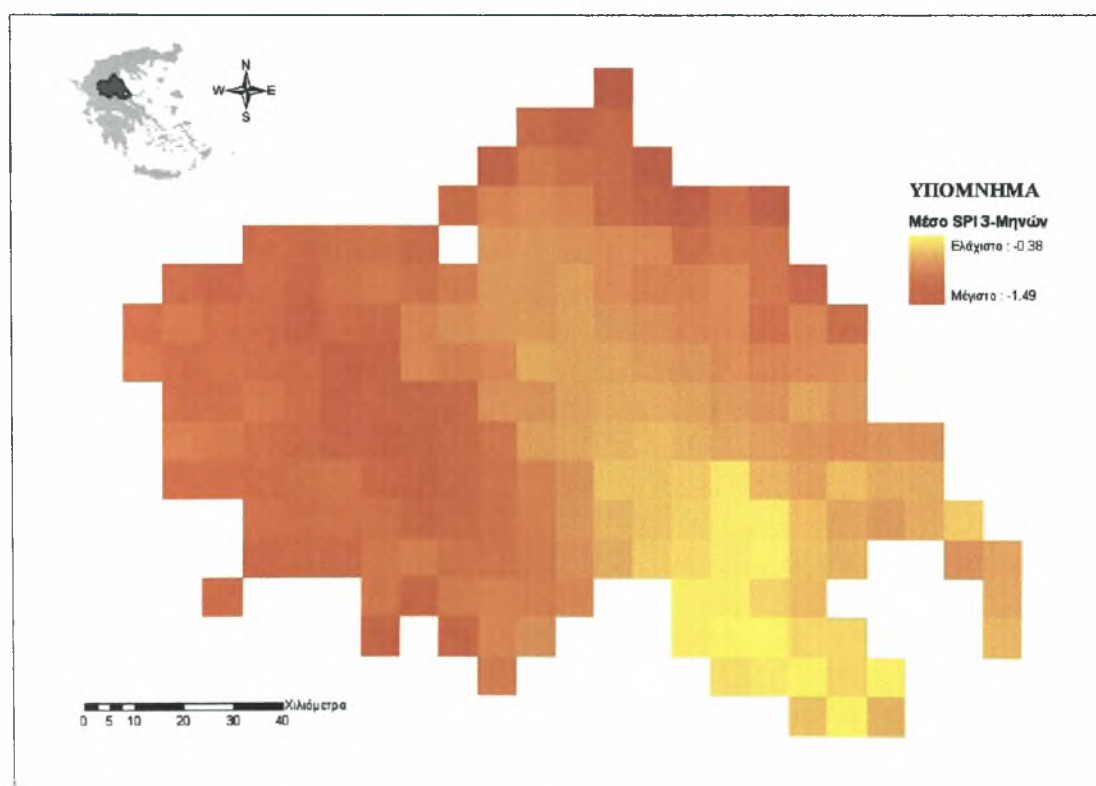 N
W E
S
ΥΠΟΜΝΗΜΑ
Μέσο SPI 3-Μηνών
Ελάχιστο : -0.38
Μέγιστο : -1.49
Χιλιόμετρα
0 5 10 20 30 40